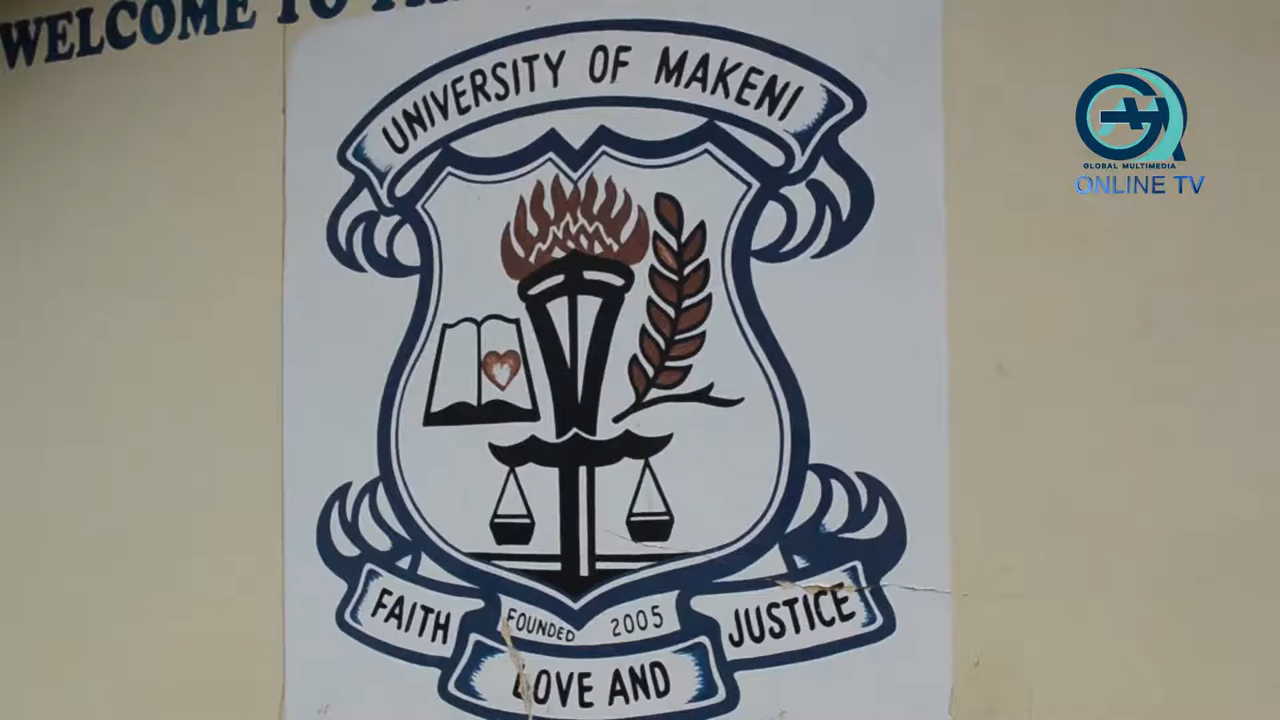 WELCOME TO
UNIVERSITY OF MAKENI
GLOBAL MULTIMEDIA
ONLINE TV
FAITH
FOUNDED 2005
JUSTICE
LOVE AND